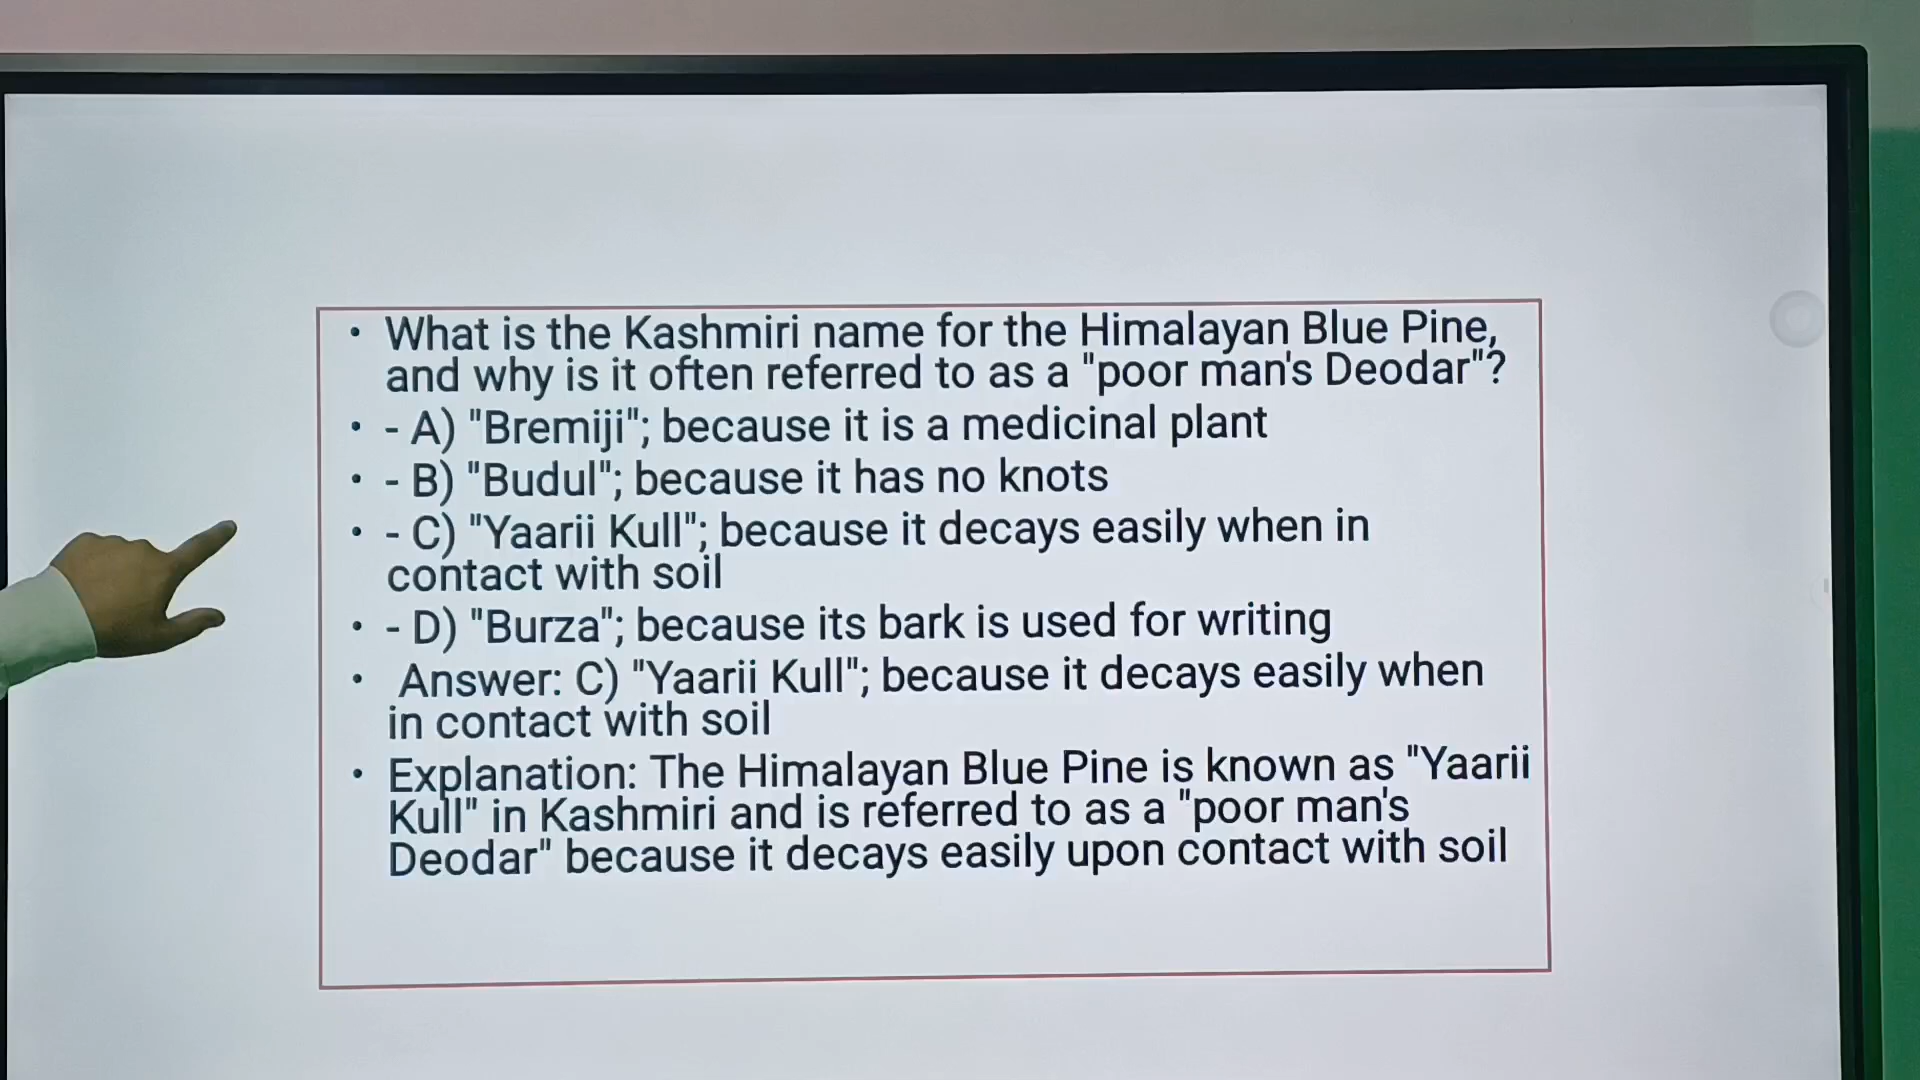 • What is the Kashmiri name for the Himalayan Blue Pine,
and why is it often referred to as a "poor man's Deodar"?
• - A) "Bremiji"; because it is a medicinal plant
• - B) "Budul"; because it has no knots
• - C) "Yaarii Kull"; because it decays easily when in
contact with soil
• - D) "Burza"; because its bark is used for writing
• Answer: C) "Yaarii Kull"; because it decays easily when
in contact with soil
• Explanation: The Himalayan Blue Pine is known as "Yaarii
Kull" in Kashmiri and is referred to as a "poor man's
Deodar" because it decays easily upon contact with soil